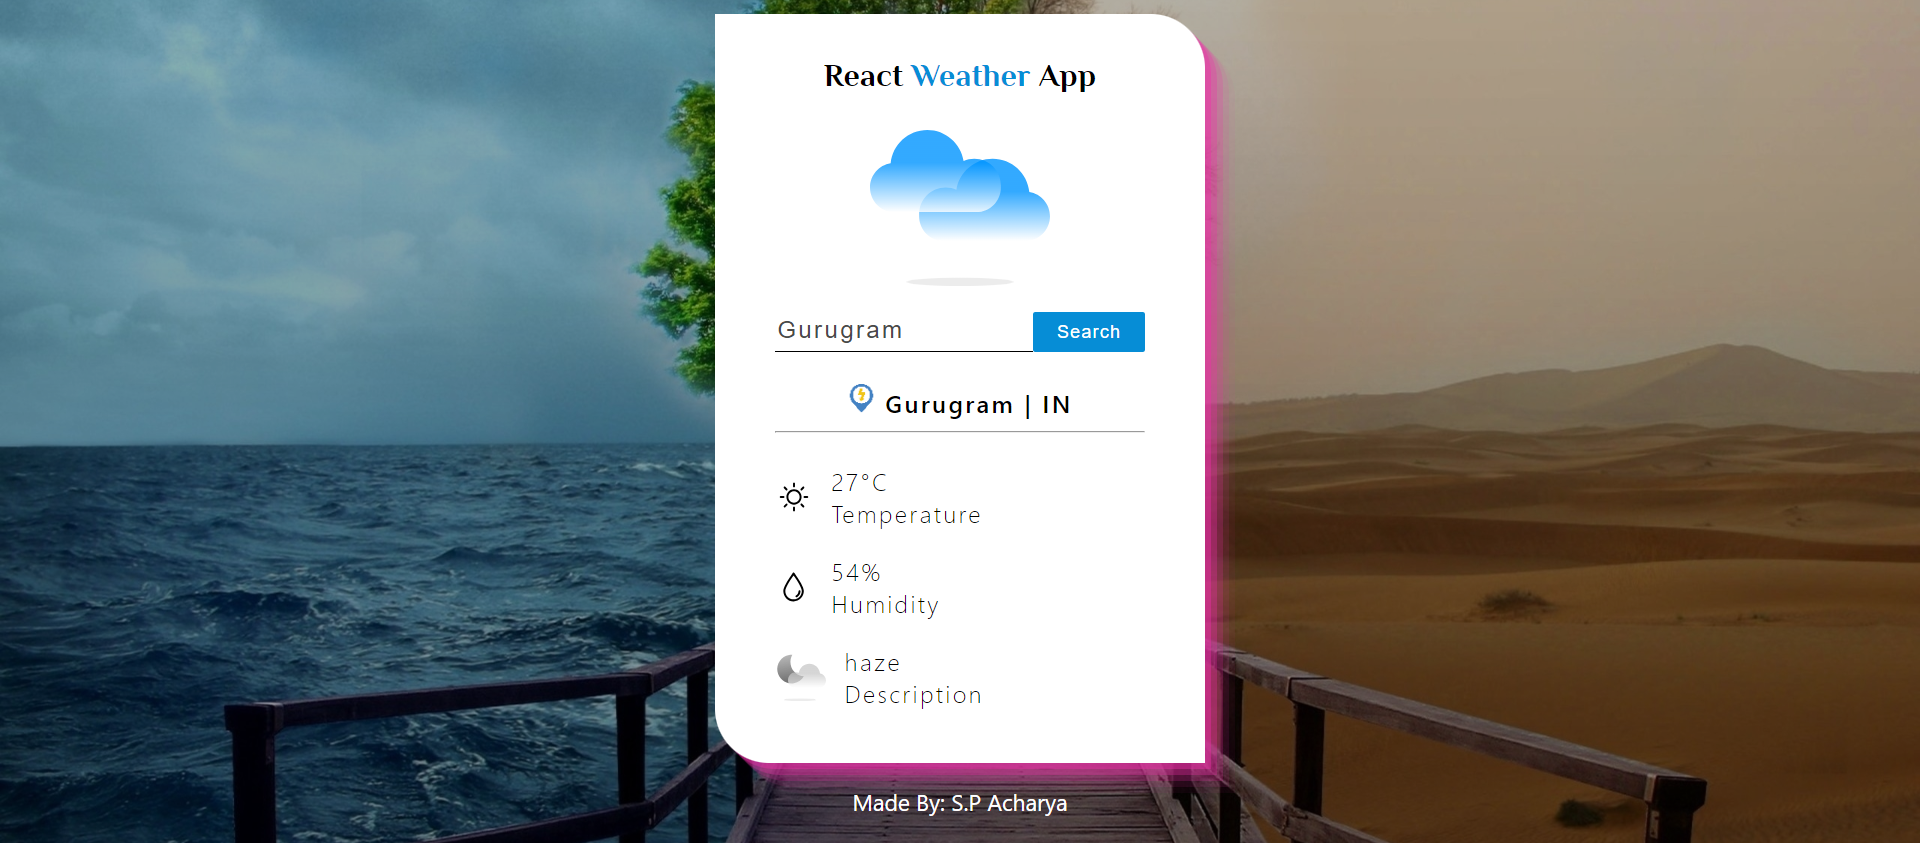 React Weather App
Gurugram
Search
Gurugram | IN
27°C
Temperature
54%
Humidity
haze
Description
Made By: S.P Acharya